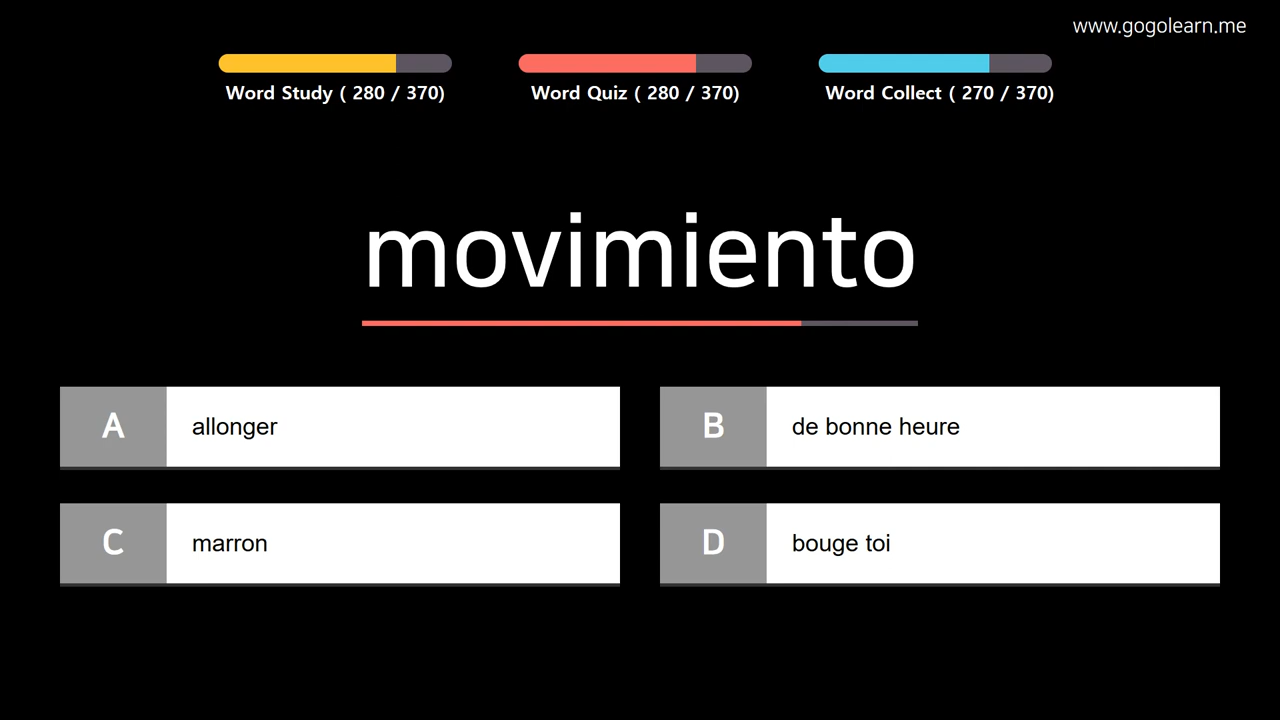 www.gogolearn.me
Word Study ( 280 / 370)
Word Quiz ( 280 / 370)
Word Collect ( 270 / 370)
movimiento
A allonger
B de bonne heure
C marron
D bouge toi